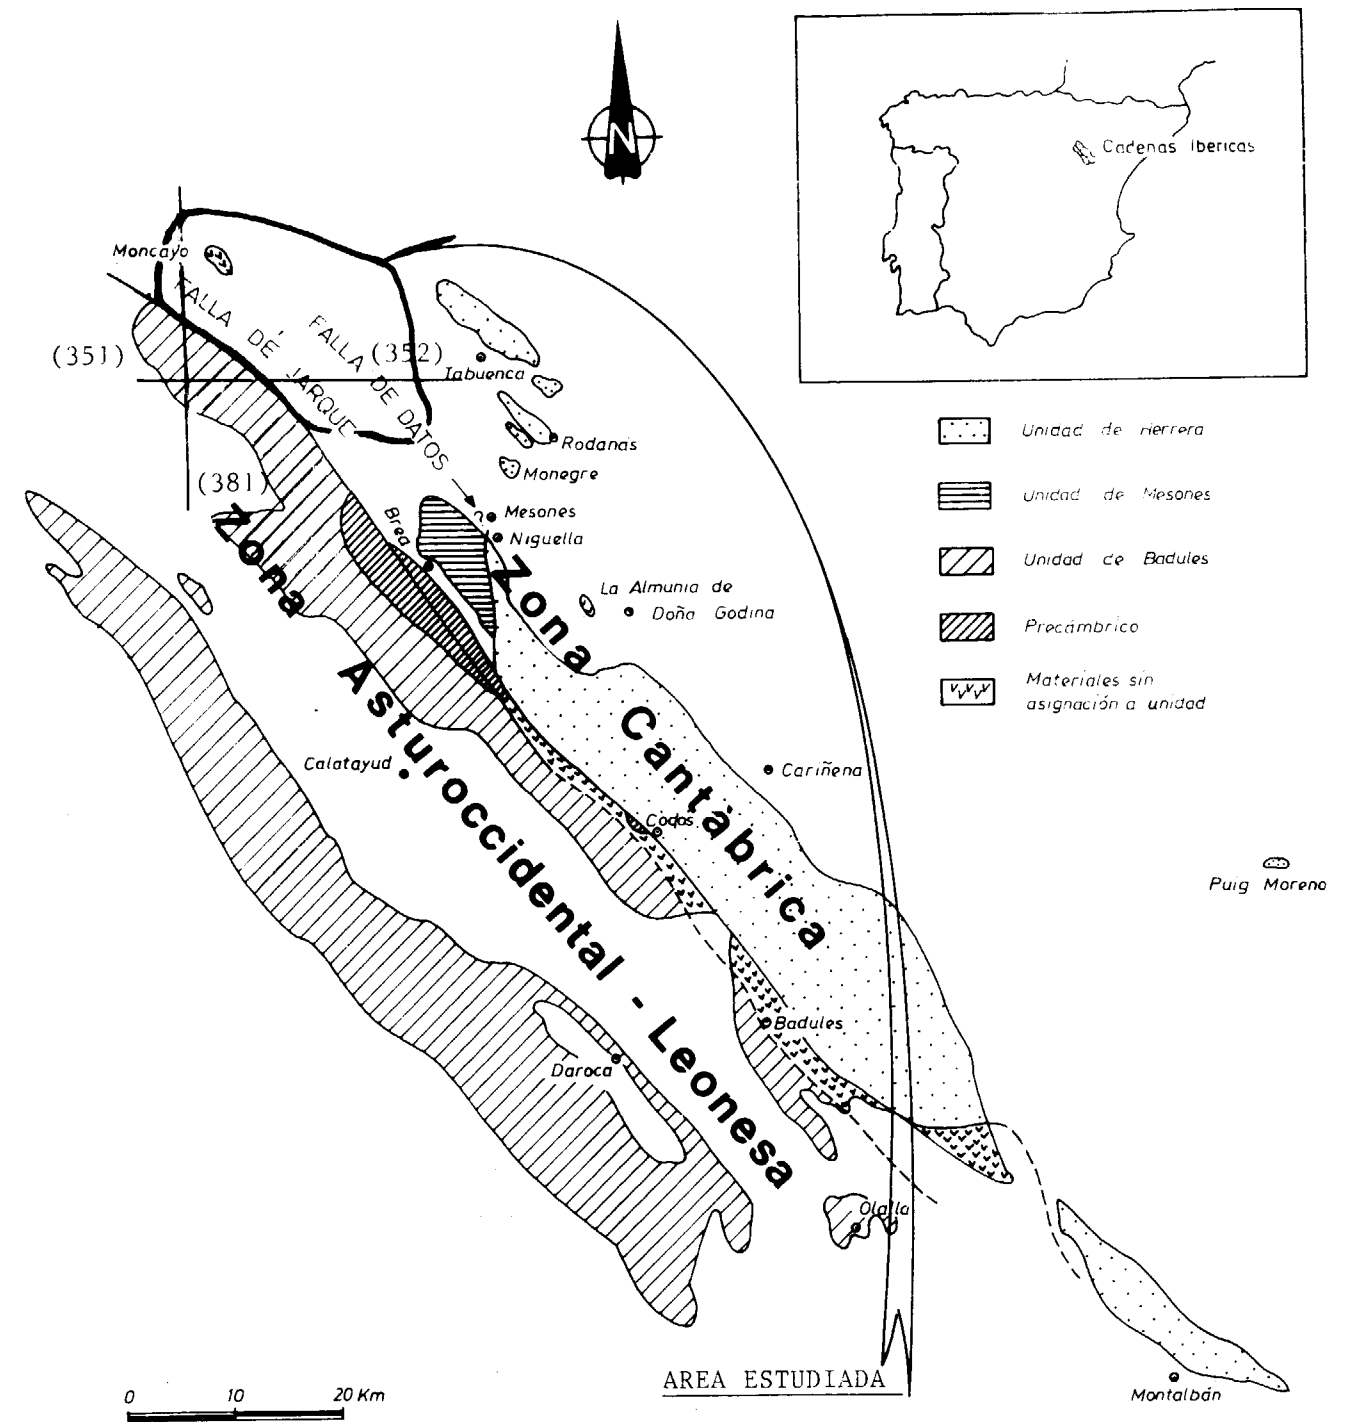 N
Cadenas Ibericas
Moncayo
FALLA DE JARQUE
FALLA DE DATOS
(351)
(352)
(381)
Tabuenca
Rodanas
Monegre
Mesones
Niguella
Brea
La Almunia de
Doña Godina
Unidad de Herrera
Unidad de Mesones
Unidad de Badules
Precámbrico
Materiales sin
asignación a unidad
Zona Asturoccidental - Leonesa
Zona Cantàbrica
Calatayud
Cariñena
Codos
Puig Moreno
Badules
Daroca
Olalla
Montalbán
AREA ESTUDIADA
0 10 20 Km